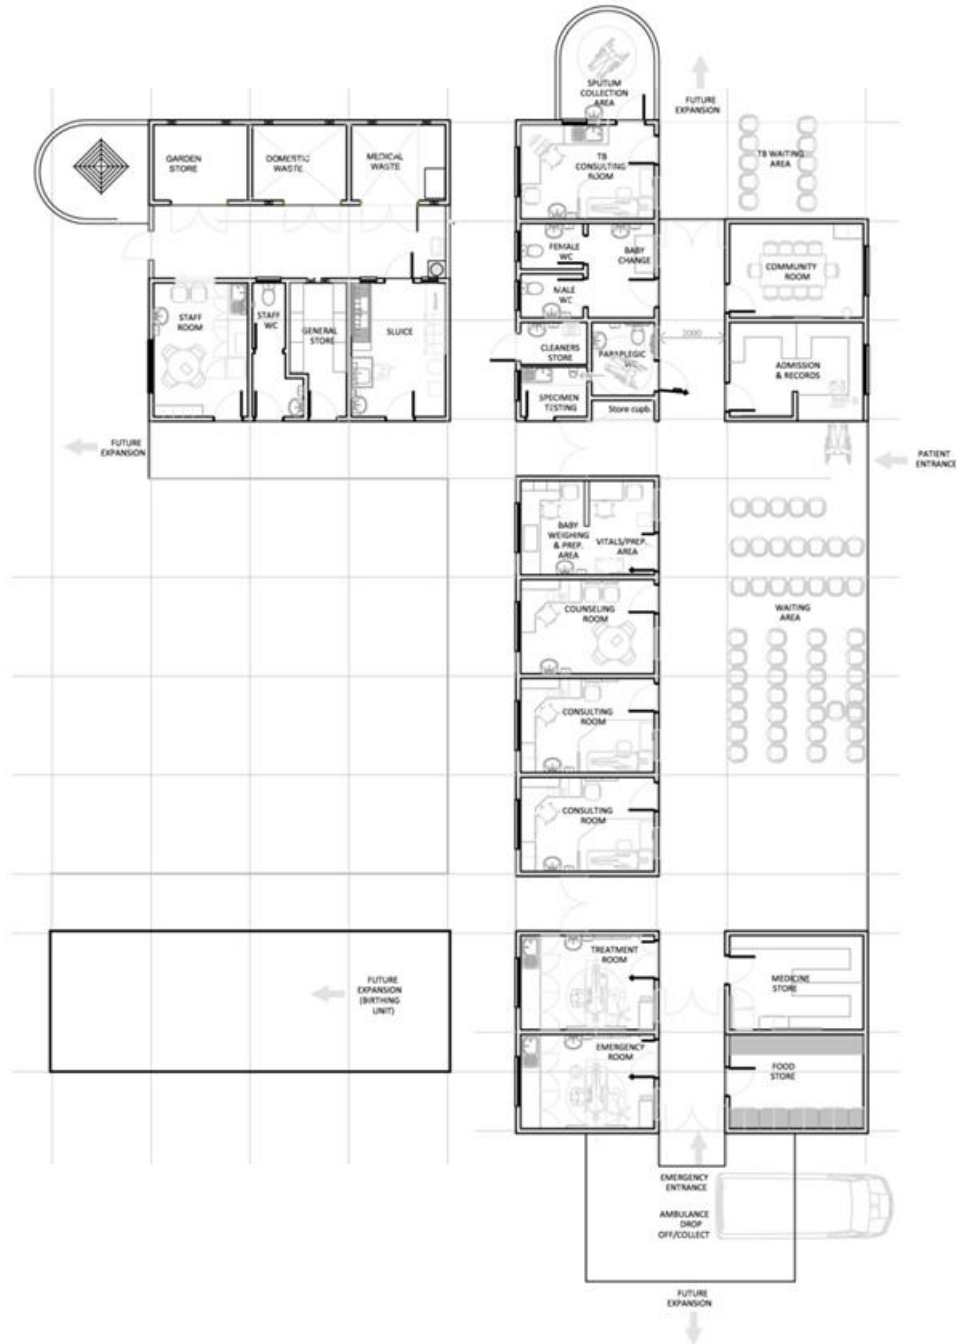 SPUTUM
COLLECTION
AREA
FUTURE
EXPANSION
GARDEN
STORE
DOMESTIC
WASTE
MEDICAL
WASTE
TB
CONSULTING
ROOM
TB WAITING
AREA
FEMALE
WC
BABY
CHANGE
MALE
WC
COMMUNITY
ROOM
STAFF
ROOM
STAFF
WC
GENERAL
STORE
SLUICE
CLEANERS
STORE
PARAPLEGIC
WC
2000
ADMISSION
& RECORDS
SPECIMEN
TESTING
Store cupb.
FUTURE
EXPANSION
PATIENT
ENTRANCE
BABY
WEIGHING
& PREP.
AREA
VITALS/PREP.
AREA
COUNSELING
ROOM
WAITING
AREA
CONSULTING
ROOM
CONSULTING
ROOM
TREATMENT
ROOM
MEDICINE
STORE
FUTURE
EXPANSION
(BIRTHING
UNIT)
EMERGENCY
ROOM
FOOD
STORE
EMERGENCY
ENTRANCE
AMBULANCE
DROP
OFF/COLLECT
FUTURE
EXPANSION